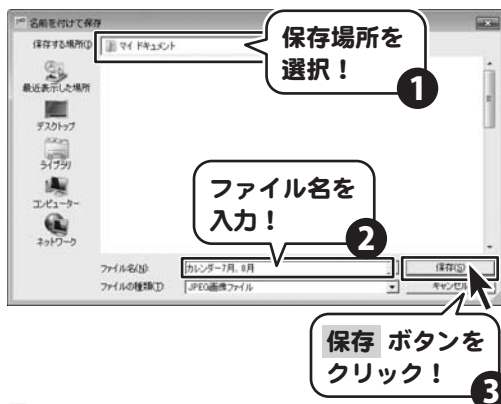 名前を付けて保存
保存する場所(I): マイ ドキュメント
保存場所を
選択！
1
最近表示した場所
デスクトップ
ライブラリ
コンピューター
ネットワーク
ファイル名を
入力！
2
ファイル名(N): カレンダー7月、8月 保存(S)
ファイルの種類(T): JPEG画像ファイル キャンセル
保存 ボタンを
クリック！
3